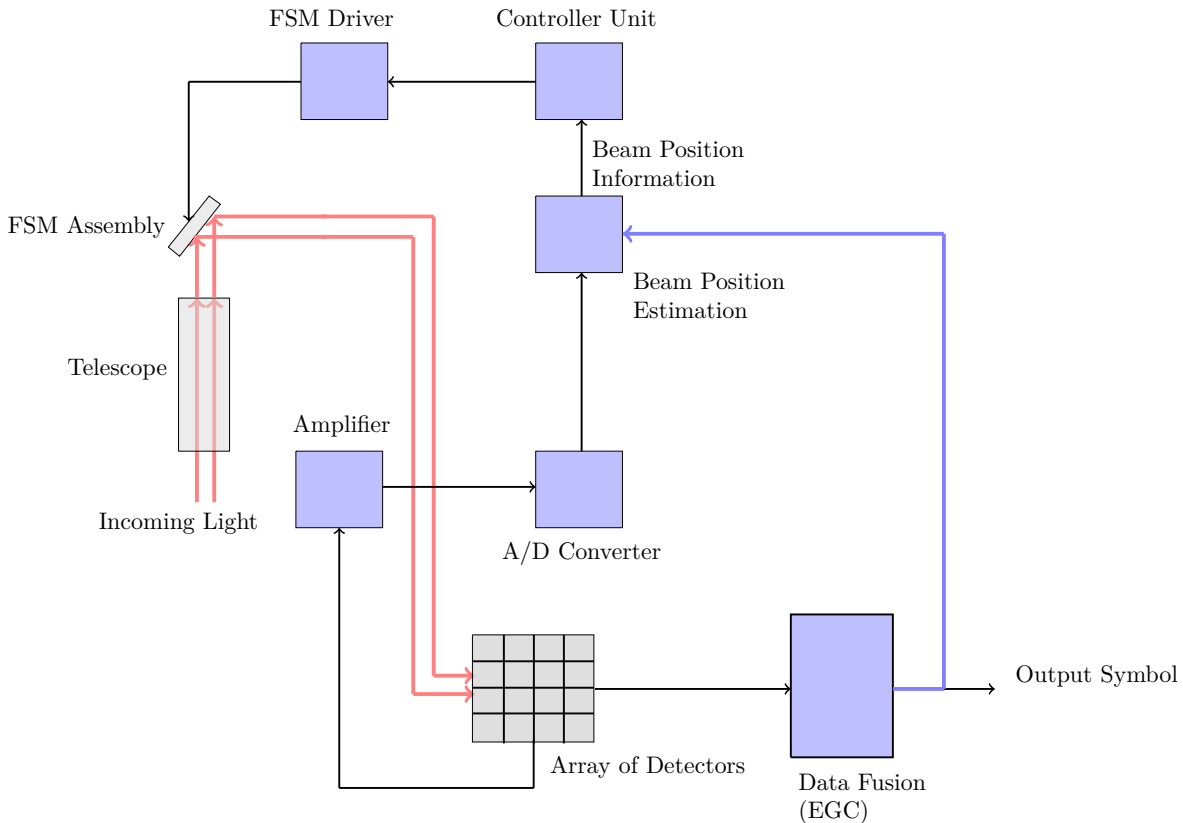 FSM Driver
Controller Unit
Beam Position
Information
FSM Assembly
Beam Position
Estimation
Telescope
Amplifier
Incoming Light
A/D Converter
Output Symbol
Array of Detectors
Data Fusion
(EGC)